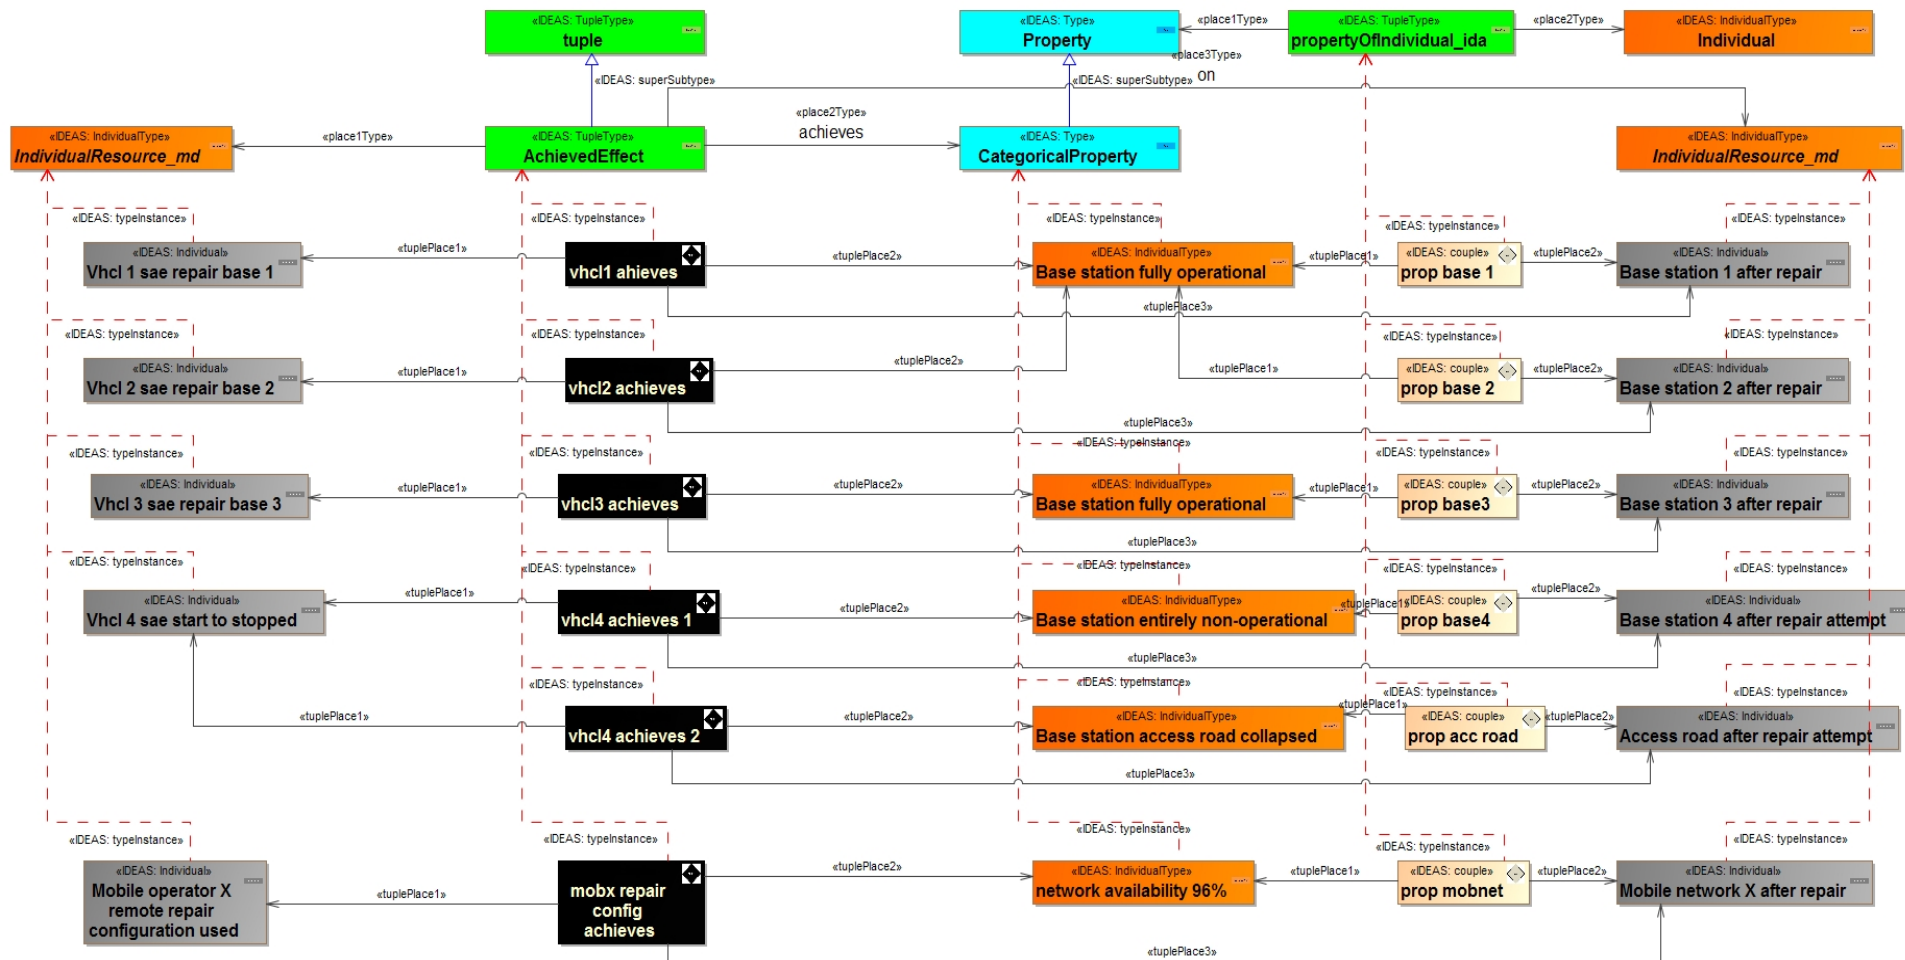 «IDEAS: TupleType»
tuple
«IDEAS: Type»
Property
«place1Type»
«IDEAS: TupleType»
propertyOfIndividual_ida
«place2Type»
«IDEAS: IndividualType»
Individual
«IDEAS: superSubtype»
«IDEAS: superSubtype»
«place3Type»
on
«IDEAS: IndividualType»
IndividualResource_md
«place1Type»
«IDEAS: TupleType»
AchievedEffect
«place2Type»
achieves
«IDEAS: Type»
CategoricalProperty
«IDEAS: IndividualType»
IndividualResource_md
«IDEAS: typeInstance»
«IDEAS: typeInstance»
«IDEAS: typeInstance»
«IDEAS: typeInstance»
«IDEAS: typeInstance»
«IDEAS: Individual»
Vhcl 1 sae repair base 1
«tuplePlace1»
vhcl1 ahieves
«tuplePlace2»
«IDEAS: IndividualType»
Base station fully operational
«tuplePlace1»
«IDEAS: couple»
prop base 1
«tuplePlace2»
«IDEAS: Individual»
Base station 1 after repair
«tuplePlace3»
«IDEAS: typeInstance»
«IDEAS: typeInstance»
«IDEAS: typeInstance»
«IDEAS: typeInstance»
«IDEAS: Individual»
Vhcl 2 sae repair base 2
«tuplePlace1»
vhcl2 achieves
«tuplePlace2»
«tuplePlace1»
«IDEAS: couple»
prop base 2
«tuplePlace2»
«IDEAS: Individual»
Base station 2 after repair
«tuplePlace3»
«IDEAS: typeInstance»
«IDEAS: typeInstance»
«IDEAS: typeInstance»
«IDEAS: typeInstance»
«IDEAS: typeInstance»
«IDEAS: Individual»
Vhcl 3 sae repair base 3
«tuplePlace1»
vhcl3 achieves
«tuplePlace2»
«IDEAS: IndividualType»
Base station fully operational
«tuplePlace1»
«IDEAS: couple»
prop base3
«tuplePlace2»
«IDEAS: Individual»
Base station 3 after repair
«tuplePlace3»
«IDEAS: typeInstance»
«IDEAS: typeInstance»
«IDEAS: typeInstance»
«IDEAS: typeInstance»
«IDEAS: typeInstance»
«IDEAS: Individual»
Vhcl 4 sae start to stopped
«tuplePlace1»
vhcl4 achieves 1
«tuplePlace2»
«IDEAS: IndividualType»
Base station entirely non-operational
«tuplePlace1»
«IDEAS: couple»
prop base4
«tuplePlace2»
«IDEAS: Individual»
Base station 4 after repair attempt
«tuplePlace3»
«IDEAS: typeInstance»
«IDEAS: typeInstance»
«IDEAS: typeInstance»
«IDEAS: typeInstance»
«tuplePlace1»
vhcl4 achieves 2
«tuplePlace2»
«IDEAS: IndividualType»
Base station access road collapsed
«tuplePlace1»
«IDEAS: couple»
prop acc road
«tuplePlace2»
«IDEAS: Individual»
Access road after repair attempt
«tuplePlace3»
«IDEAS: typeInstance»
«IDEAS: typeInstance»
«IDEAS: typeInstance»
«IDEAS: typeInstance»
«IDEAS: typeInstance»
«IDEAS: Individual»
Mobile operator X
remote repair
configuration used
«tuplePlace1»
mobx repair
config
achieves
«tuplePlace2»
«IDEAS: IndividualType»
network availability 96%
«tuplePlace1»
«IDEAS: couple»
prop mobnet
«tuplePlace2»
«IDEAS: Individual»
Mobile network X after repair
«tuplePlace3»